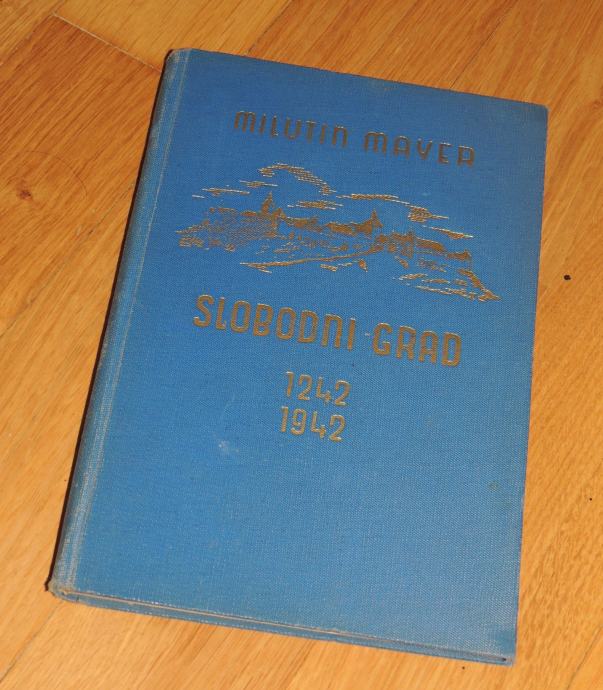 MILUTIN MAYER
SLOBODNI GRAD
1242
1942